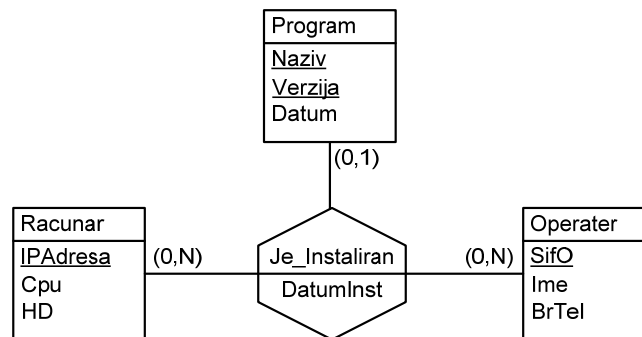 Program
Naziv
Verzija
Datum
(0,1)
Racunar
IPAdresa
Cpu
HD
(0,N)
Je_Instaliran
DatumInst
(0,N)
Operater
SifO
Ime
BrTel